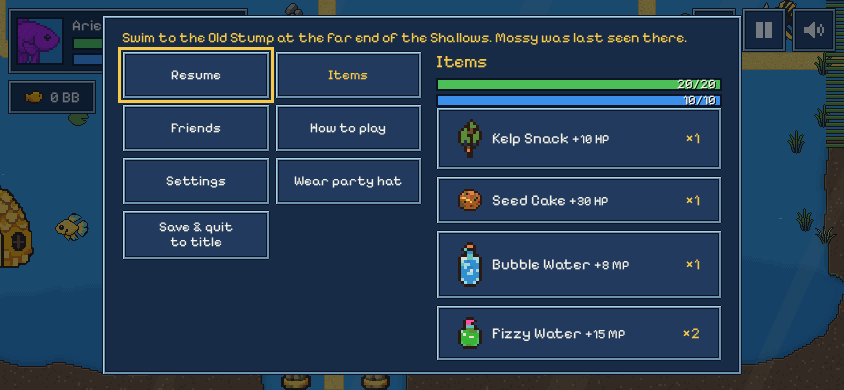 Swim to the Old Stump at the far end of the Shallows. Mossy was last seen there.
Arie
0 BB
Resume
Items
Friends
How to play
Settings
Wear party hat
Save & quit
to title
Items
20/20
10/10
Kelp Snack +10 HP ×1
Seed Cake +30 HP ×1
Bubble Water +8 MP ×1
Fizzy Water +15 MP ×2